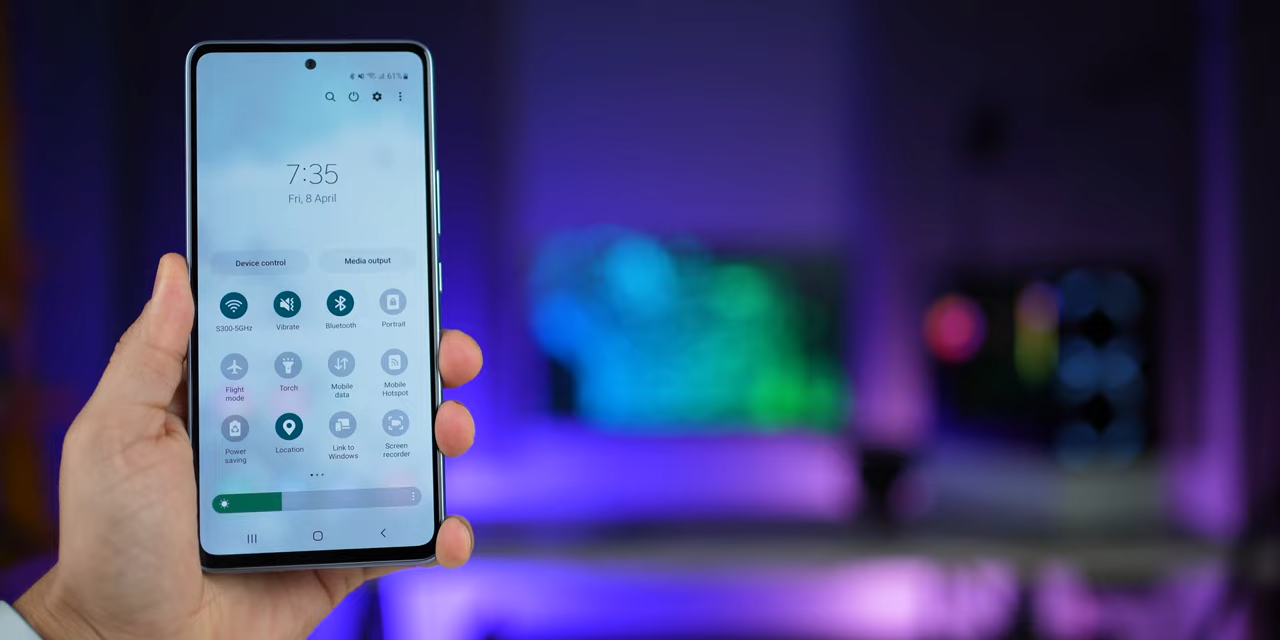 61%
7:35
Fri, 8 April
Device control
Media output
S300-5GHz
Vibrate
Bluetooth
Portrait
Flight
mode
Torch
Mobile
data
Mobile
Hotspot
Power
saving
Location
Link to
Windows
Screen
recorder